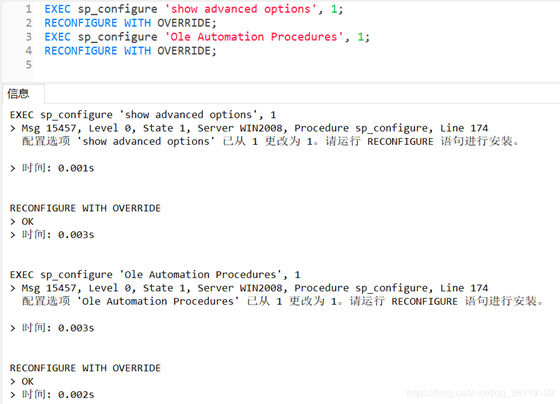 1 EXEC sp_configure 'show advanced options', 1;
2 RECONFIGURE WITH OVERRIDE;
3 EXEC sp_configure 'Ole Automation Procedures', 1;
4 RECONFIGURE WITH OVERRIDE;
5
信息
EXEC sp_configure 'show advanced options', 1
> Msg 15457, Level 0, State 1, Server WIN2008, Procedure sp_configure, Line 174
配置选项 'show advanced options' 已从 1 更改为 1。请运行 RECONFIGURE 语句进行安装。
> 时间: 0.001s
RECONFIGURE WITH OVERRIDE
> OK
> 时间: 0.003s
EXEC sp_configure 'Ole Automation Procedures', 1
> Msg 15457, Level 0, State 1, Server WIN2008, Procedure sp_configure, Line 174
配置选项 'Ole Automation Procedures' 已从 1 更改为 1。请运行 RECONFIGURE 语句进行安装。
> 时间: 0.003s
RECONFIGURE WITH OVERRIDE
> OK
> 时间: 0.002s